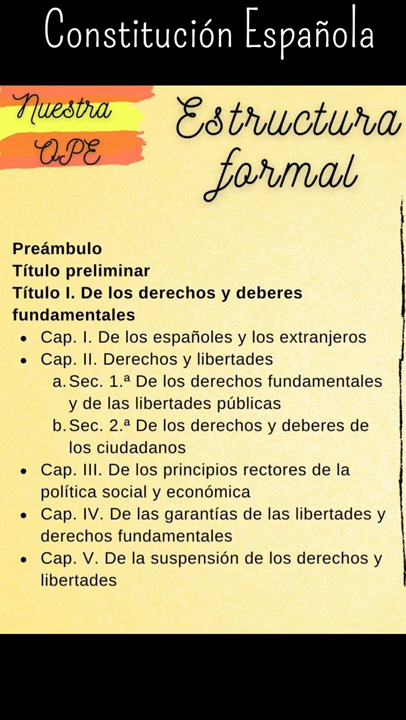 Constitución Española
Nuestra
OPE
Estructura
formal
Preámbulo
Título preliminar
Título I. De los derechos y deberes
fundamentales
• Cap. I. De los españoles y los extranjeros
• Cap. II. Derechos y libertades
a. Sec. 1.ª De los derechos fundamentales
y de las libertades públicas
b. Sec. 2.ª De los derechos y deberes de
los ciudadanos
• Cap. III. De los principios rectores de la
política social y económica
• Cap. IV. De las garantías de las libertades y
derechos fundamentales
• Cap. V. De la suspensión de los derechos y
libertades